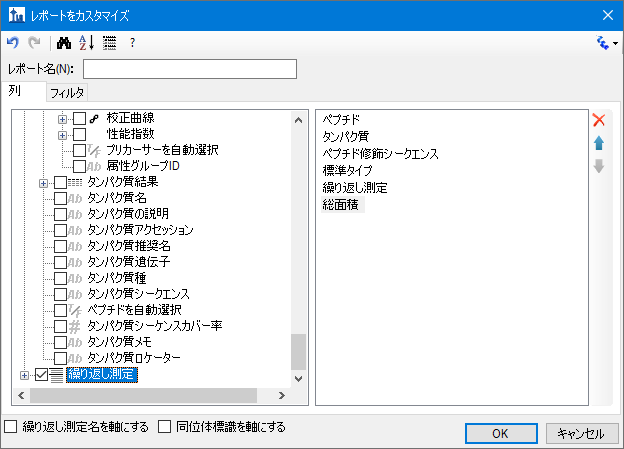 レポートをカスタマイズ
?
レポート名(N):
列
フィルタ
校正曲線
性能指数
プリカーサーを自動選択
属性グループID
タンパク質結果
タンパク質名
タンパク質の説明
タンパク質アクセッション
タンパク質推奨名
タンパク質遺伝子
タンパク質種
タンパク質シークエンス
ペプチドを自動選択
タンパク質シーケンスカバー率
タンパク質メモ
タンパク質ロケーター
繰り返し測定
ペプチド
タンパク質
ペプチド修飾シークエンス
標準タイプ
繰り返し測定
総面積
繰り返し測定名を軸にする
同位体標識を軸にする
OK
キャンセル